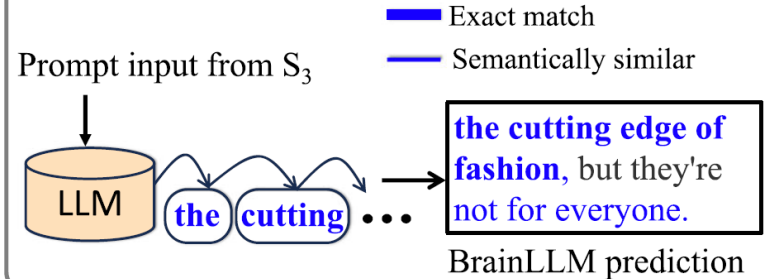 Exact match
Semantically similar
Prompt input from S₃
LLM
the
cutting
•••
the cutting edge of
fashion, but they're
not for everyone.
BrainLLM prediction